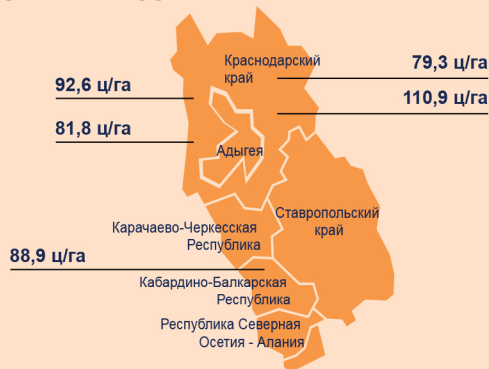 Краснодарский
край
79,3 ц/га
92,6 ц/га
110,9 ц/га
81,8 ц/га
Адыгея
Ставропольский
край
Карачаево-Черкесская
Республика
88,9 ц/га
Кабардино-Балкарская
Республика
Республика Северная
Осетия - Алания